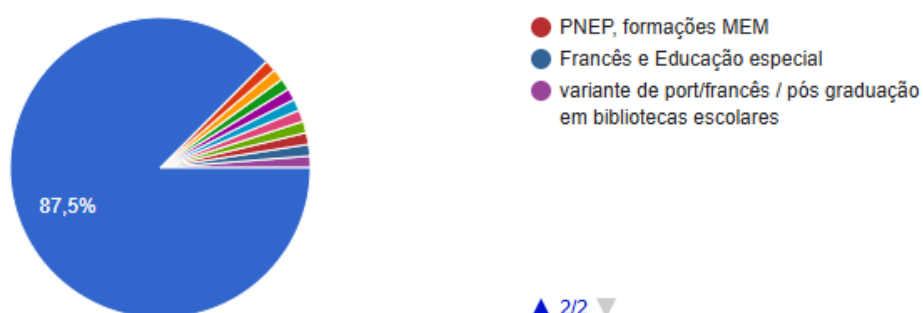 PNEP, formações MEM
Francês e Educação especial
variante de port/francês / pós graduação
em bibliotecas escolares
87,5%
2/2